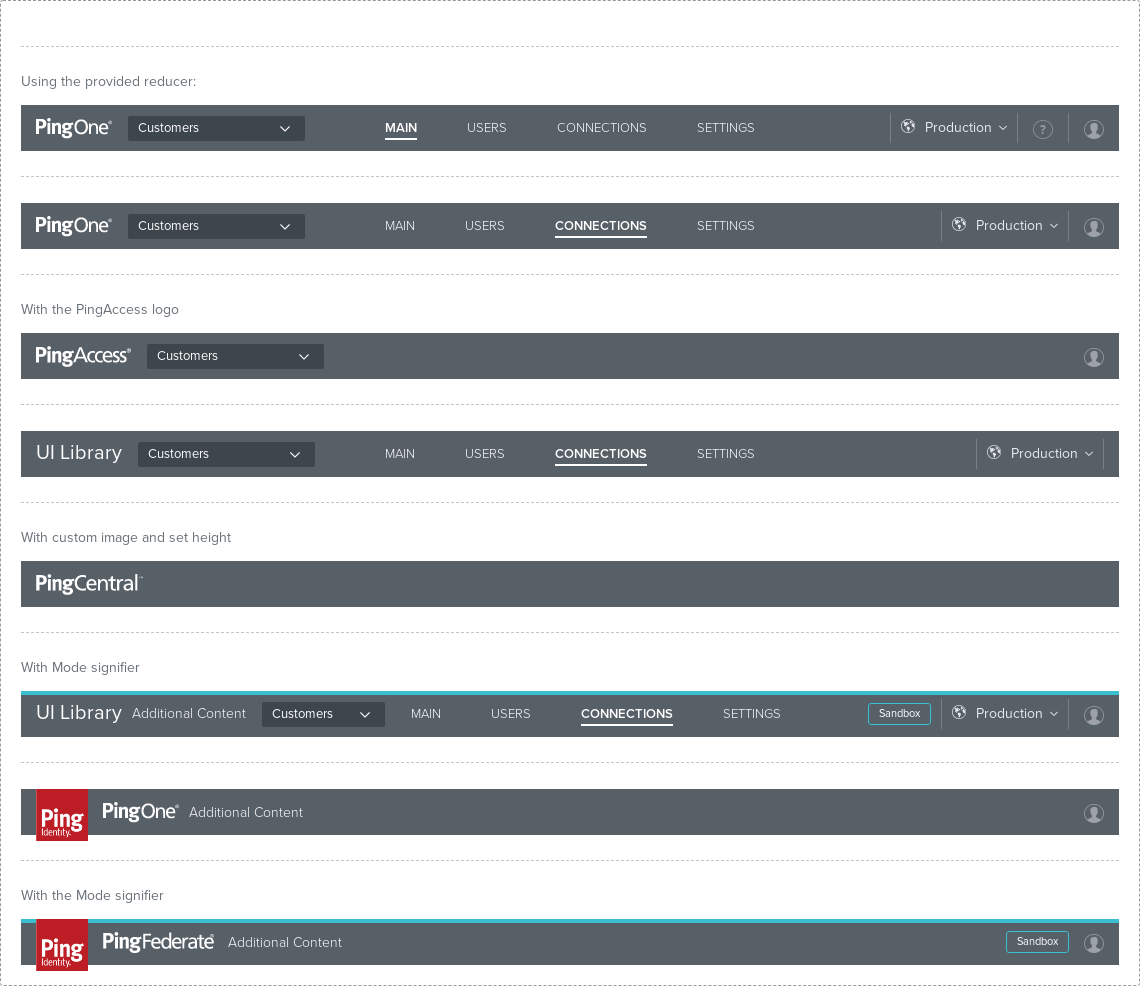 Using the provided reducer:
PingOne® Customers MAIN USERS CONNECTIONS SETTINGS Production ?
PingOne® Customers MAIN USERS CONNECTIONS SETTINGS Production
With the PingAccess logo
PingAccess® Customers
UI Library Customers MAIN USERS CONNECTIONS SETTINGS Production
With custom image and set height
PingCentral™
With Mode signifier
UI Library Additional Content Customers MAIN USERS CONNECTIONS SETTINGS Sandbox Production
Ping Identity. PingOne® Additional Content
With the Mode signifier
Ping Identity. PingFederate® Additional Content Sandbox